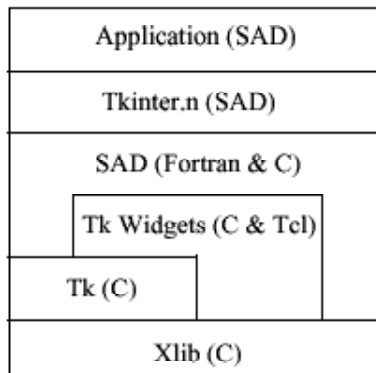 Application (SAD)
Tkinter.n (SAD)
SAD (Fortran & C)
Tk Widgets (C & Tcl)
Tk (C)
Xlib (C)